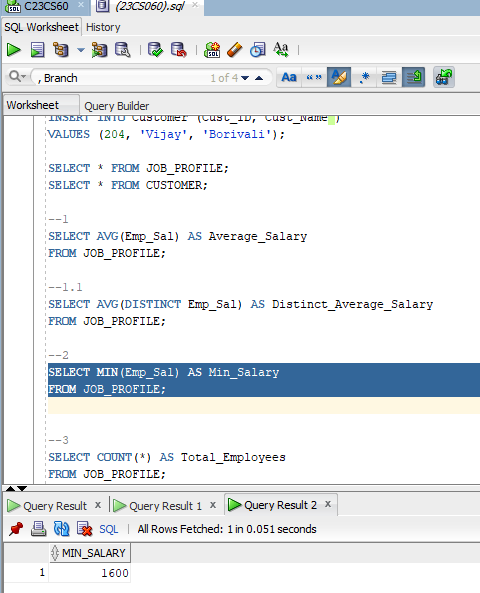 C23CS60 x (23CS060).sql x
SQL Worksheet History
SQL
Aa
, Branch 1 of 4 Aa “” .*
Worksheet Query Builder
INSERT INTO Customer (Cust_ID, Cust_Name )
VALUES (204, 'Vijay', 'Borivali');
SELECT * FROM JOB_PROFILE;
SELECT * FROM CUSTOMER;
--1
SELECT AVG(Emp_Sal) AS Average_Salary
FROM JOB_PROFILE;
--1.1
SELECT AVG(DISTINCT Emp_Sal) AS Distinct_Average_Salary
FROM JOB_PROFILE;
--2
SELECT MIN(Emp_Sal) AS Min_Salary
FROM JOB_PROFILE;
--3
SELECT COUNT(*) AS Total_Employees
FROM JOB_PROFILE;
Query Result x Query Result 1 x Query Result 2 x
SQL | All Rows Fetched: 1 in 0.051 seconds
MIN_SALARY
1 1600